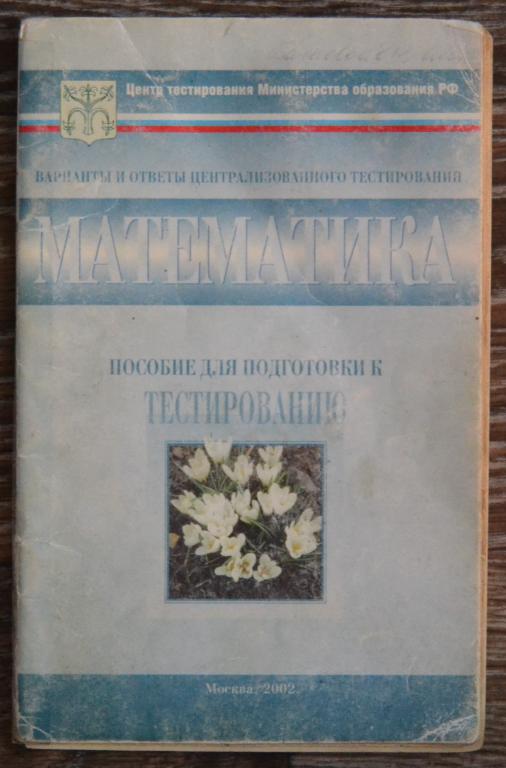 Центр тестирования Министерства образования РФ
ВАРИАНТЫ И ОТВЕТЫ ЦЕНТРАЛИЗОВАННОГО ТЕСТИРОВАНИЯ
МАТЕМАТИКА
ПОСОБИЕ ДЛЯ ПОДГОТОВКИ К
ТЕСТИРОВАНИЮ
Москва, 2002